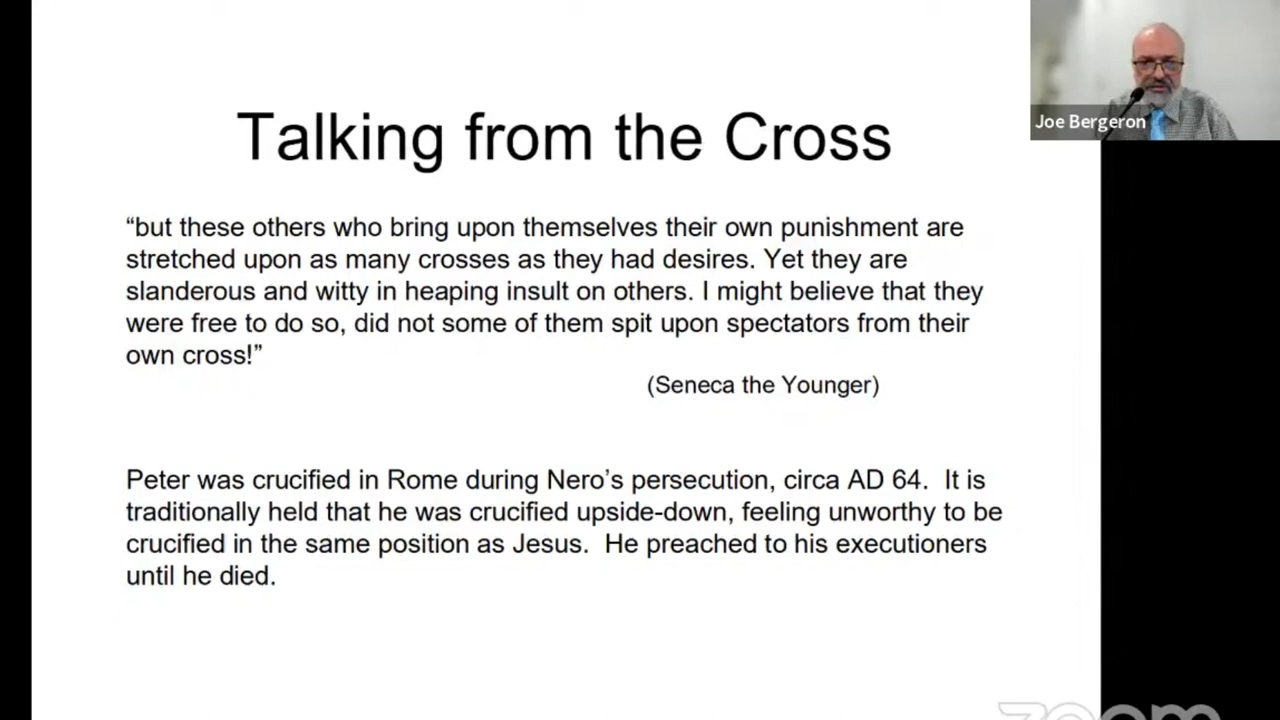 Talking from the Cross
Joe Bergeron
“but these others who bring upon themselves their own punishment are
stretched upon as many crosses as they had desires. Yet they are
slanderous and witty in heaping insult on others. I might believe that they
were free to do so, did not some of them spit upon spectators from their
own cross!”
(Seneca the Younger)
Peter was crucified in Rome during Nero’s persecution, circa AD 64.  It is
traditionally held that he was crucified upside-down, feeling unworthy to be
crucified in the same position as Jesus.  He preached to his executioners
until he died.
zoom